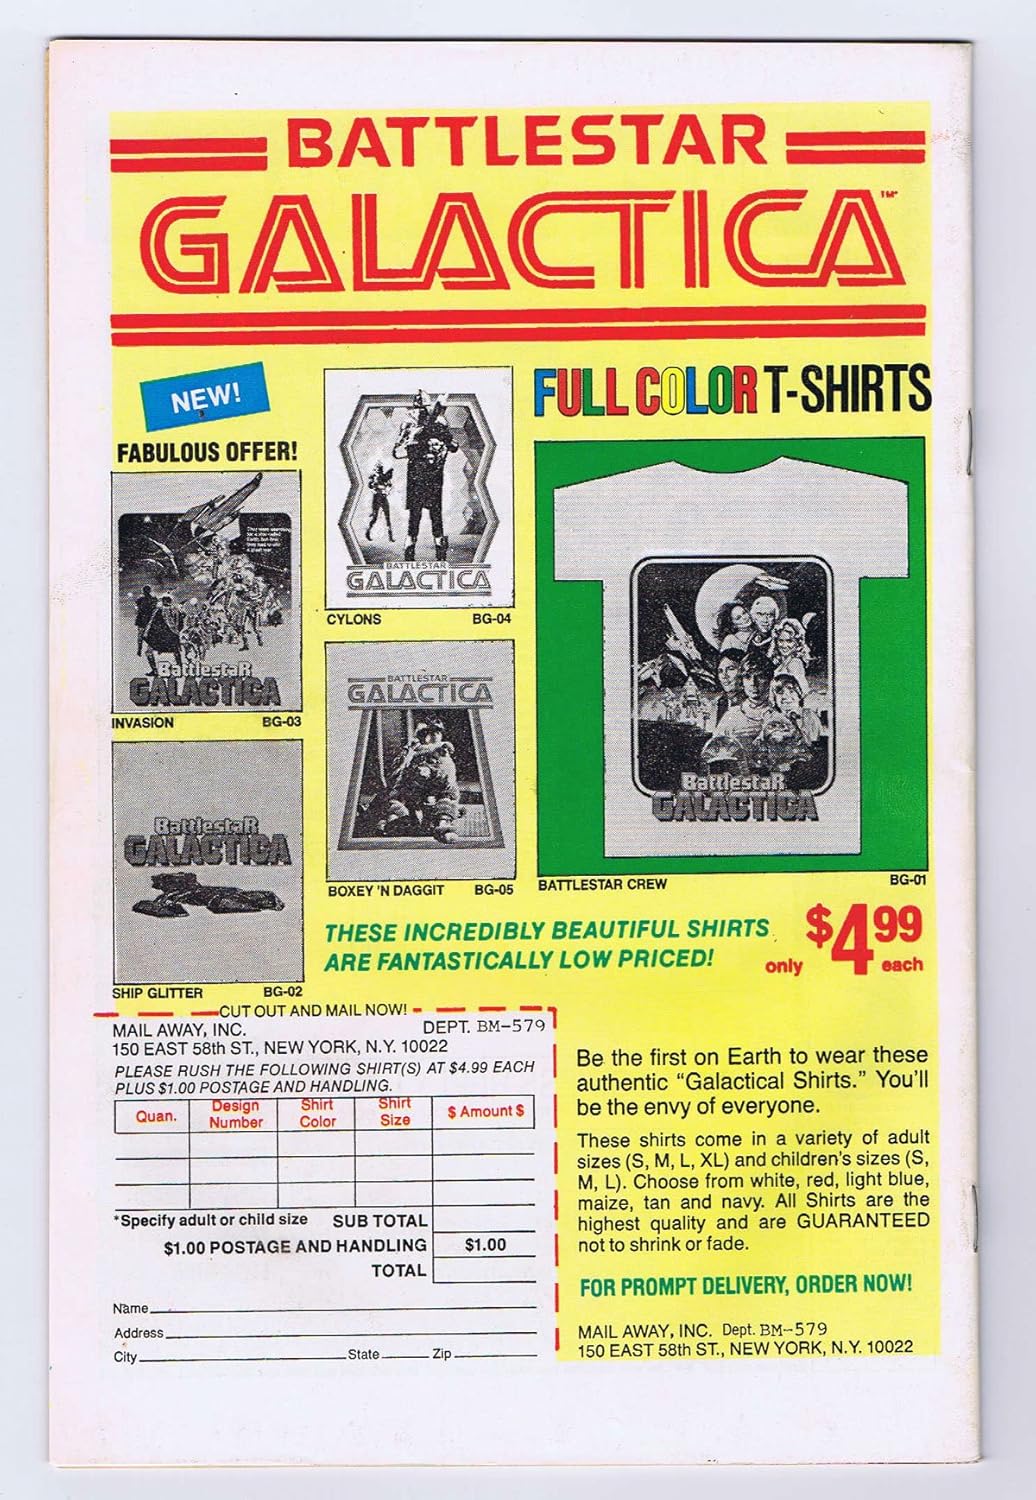 BATTLESTAR
GALACTICA™
NEW!
FABULOUS OFFER!
FULL COLOR T-SHIRTS
Battlestar
GALACTICA
INVASION BG-03
BATTLESTAR
GALACTICA
CYLONS BG-04
BATTLESTAR
GALACTICA
BOXEY 'N DAGGIT BG-05
Battlestar
GALACTICA
SHIP GLITTER BG-02
Battlestar
GALACTICA
BATTLESTAR CREW BG-01
THESE INCREDIBLY BEAUTIFUL SHIRTS
ARE FANTASTICALLY LOW PRICED!
only $4.99 each
CUT OUT AND MAIL NOW!
MAIL AWAY, INC. DEPT. BM-579
150 EAST 58th ST., NEW YORK, N.Y. 10022
PLEASE RUSH THE FOLLOWING SHIRT(S) AT $4.99 EACH
PLUS $1.00 POSTAGE AND HANDLING.
Quan. Design Number Shirt Color Shirt Size $ Amount $
*Specify adult or child size SUB TOTAL
$1.00 POSTAGE AND HANDLING $1.00
TOTAL
Name
Address
City State Zip
Be the first on Earth to wear these
authentic “Galactical Shirts.” You’ll
be the envy of everyone.
These shirts come in a variety of adult
sizes (S, M, L, XL) and children’s sizes (S,
M, L). Choose from white, red, light blue,
maize, tan and navy. All Shirts are the
highest quality and are GUARANTEED
not to shrink or fade.
FOR PROMPT DELIVERY, ORDER NOW!
MAIL AWAY, INC. Dept. BM-579
150 EAST 58th ST., NEW YORK, N.Y. 10022